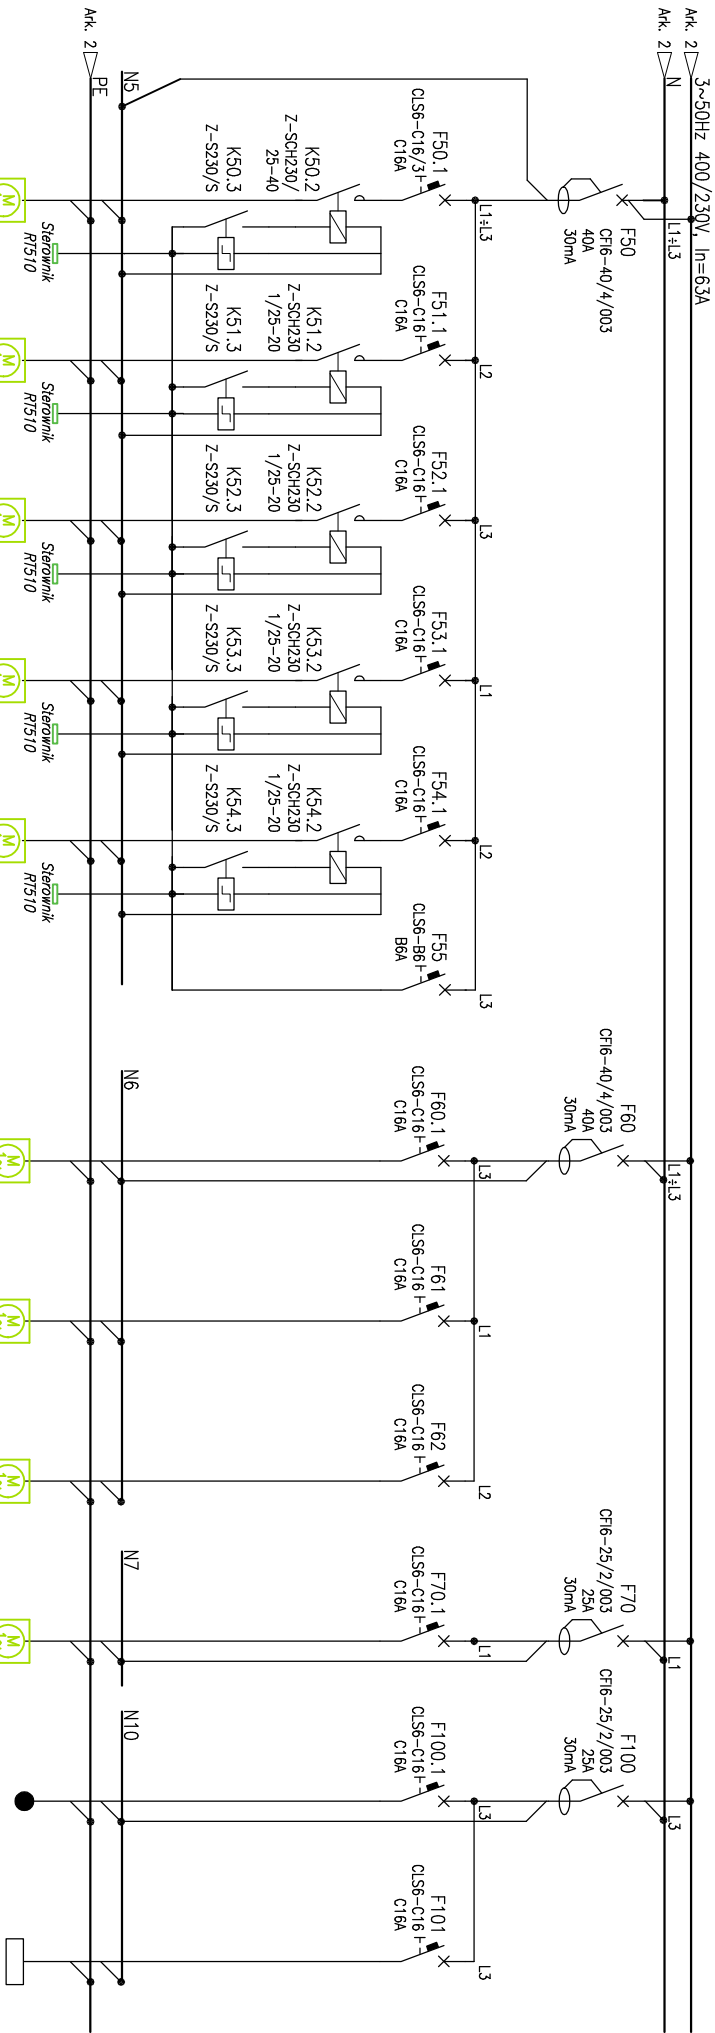 3~50Hz 400/230V, In=63A
Ark. 2
Ark. 2
N
L1÷L3
F50
CFI6-40/4/003
40A
30mA
L1÷L3
F60
CFI6-40/4/003
40A
30mA
L1
F70
CFI6-25/2/003
25A
30mA
L3
F100
CFI6-25/2/003
25A
30mA
L1÷L3
F50.1
CLS6-C16/3
C16A
L2
F51.1
CLS6-C16
C16A
L3
F52.1
CLS6-C16
C16A
L1
F53.1
CLS6-C16
C16A
L2
F54.1
CLS6-C16
C16A
L3
F55
CLS6-B6
B6A
L3
F60.1
CLS6-C16
C16A
L1
F61
CLS6-C16
C16A
L2
F62
CLS6-C16
C16A
L1
F70.1
CLS6-C16
C16A
L3
F100.1
CLS6-C16
C16A
L3
F101
CLS6-C16
C16A
K50.2
Z-SCH230/
25-40
K51.2
Z-SCH230
1/25-20
K52.2
Z-SCH230
1/25-20
K53.2
Z-SCH230
1/25-20
K54.2
Z-SCH230
1/25-20
K50.3
Z-S230/S
K51.3
Z-S230/S
K52.3
Z-S230/S
K53.3
Z-S230/S
K54.3
Z-S230/S
N5
N6
N7
N10
Ark. 2
PE
Sterownik
RT510
Sterownik
RT510
Sterownik
RT510
Sterownik
RT510
Sterownik
RT510
M
M
M
M
M
M
M
M
M